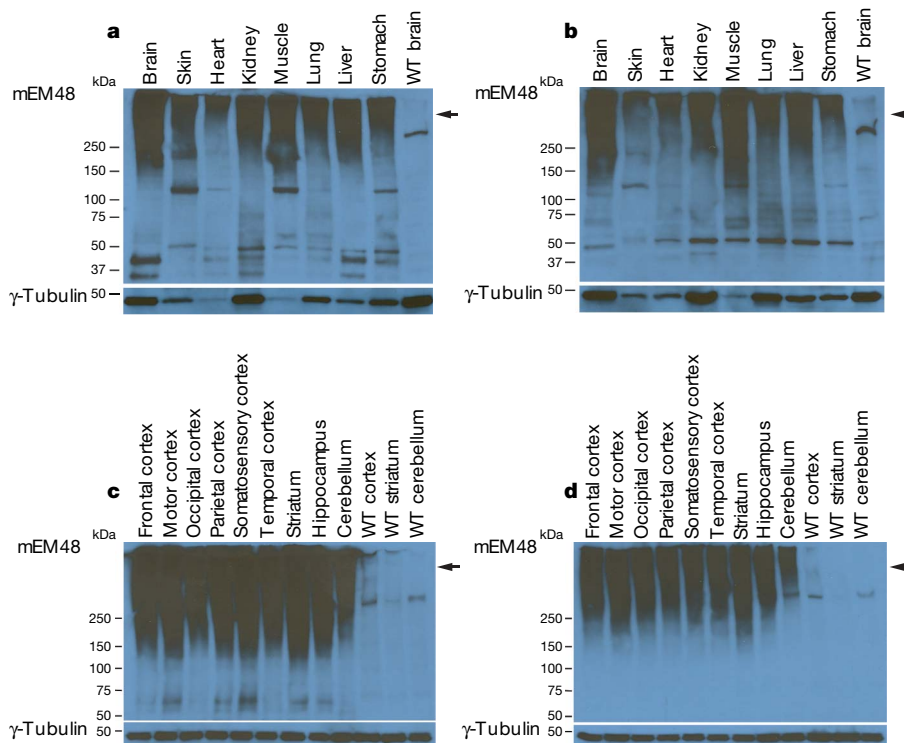 a
Brain
Skin
Heart
Kidney
Muscle
Lung
Liver
Stomach
WT brain
mEM48
kDa
250
150
100
75
50
37
γ-Tubulin
50
b
Brain
Skin
Heart
Kidney
Muscle
Lung
Liver
Stomach
WT brain
mEM48
kDa
250
150
100
75
50
37
γ-Tubulin
50
c
Frontal cortex
Motor cortex
Occipital cortex
Parietal cortex
Somatosensory cortex
Temporal cortex
Striatum
Hippocampus
Cerebellum
WT cortex
WT striatum
WT cerebellum
mEM48
kDa
250
150
100
75
50
γ-Tubulin
50
d
Frontal cortex
Motor cortex
Occipital cortex
Parietal cortex
Somatosensory cortex
Temporal cortex
Striatum
Hippocampus
Cerebellum
WT cortex
WT striatum
WT cerebellum
mEM48
kDa
250
150
100
75
50
γ-Tubulin
50